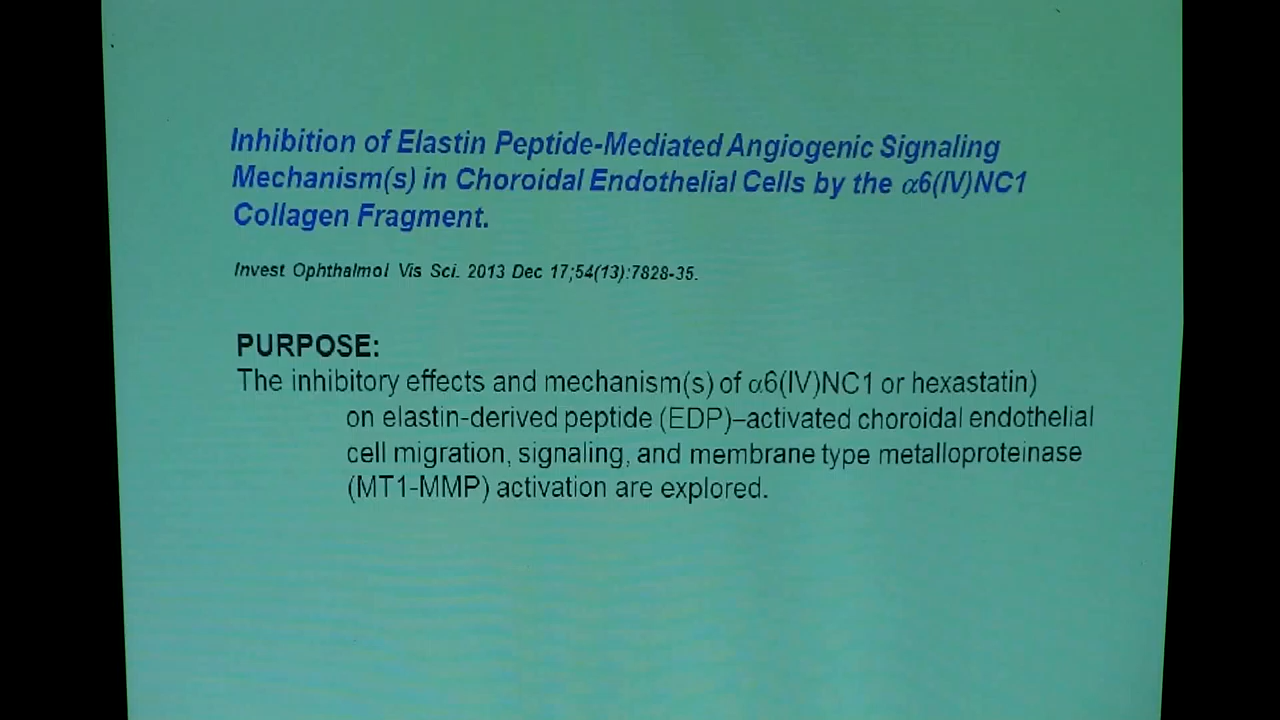 Inhibition of Elastin Peptide-Mediated Angiogenic Signaling
Mechanism(s) in Choroidal Endothelial Cells by the α6(IV)NC1
Collagen Fragment.
Invest Ophthalmol Vis Sci. 2013 Dec 17;54(13):7828-35.
PURPOSE:
The inhibitory effects and mechanism(s) of α6(IV)NC1 or hexastatin)
on elastin-derived peptide (EDP)–activated choroidal endothelial
cell migration, signaling, and membrane type metalloproteinase
(MT1-MMP) activation are explored.